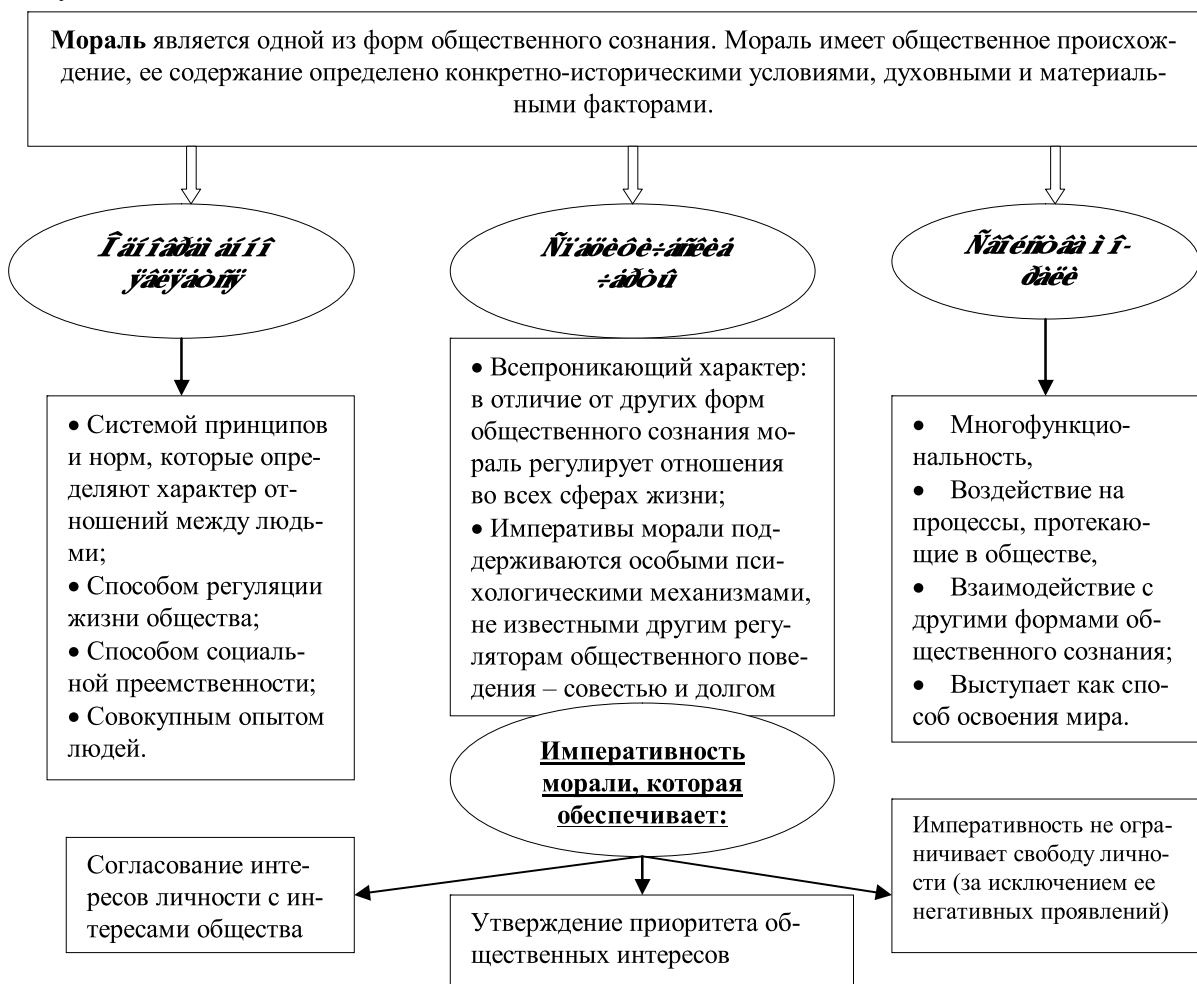 Мораль является одной из форм общественного сознания. Мораль имеет общественное происхож-
дение, ее содержание определено конкретно-историческими условиями, духовными и материаль-
ными факторами.
• Системой принципов
и норм, которые опре-
деляют характер от-
ношений между людь-
ми;
• Способом регуляции
жизни общества;
• Способом социаль-
ной преемственности;
• Совокупным опытом
людей.
• Всепроникающий характер:
в отличие от других форм
общественного сознания мо-
раль регулирует отношения
во всех сферах жизни;
• Императивы морали под-
держиваются особыми пси-
хологическими механизмами,
не известными другим регу-
ляторам общественного пове-
дения – совестью и долгом
• Многофункцио-
нальность,
• Воздействие на
процессы, протекаю-
щие в обществе,
• Взаимодействие с
другими формами об-
щественного сознания;
• Выступает как спо-
соб освоения мира.
Императивность
морали, которая
обеспечивает:
Согласование инте-
ресов личности с ин-
тересами общества
Утверждение приоритета об-
щественных интересов
Императивность не огра-
ничивает свободу лично-
сти (за исключением ее
негативных проявлений)